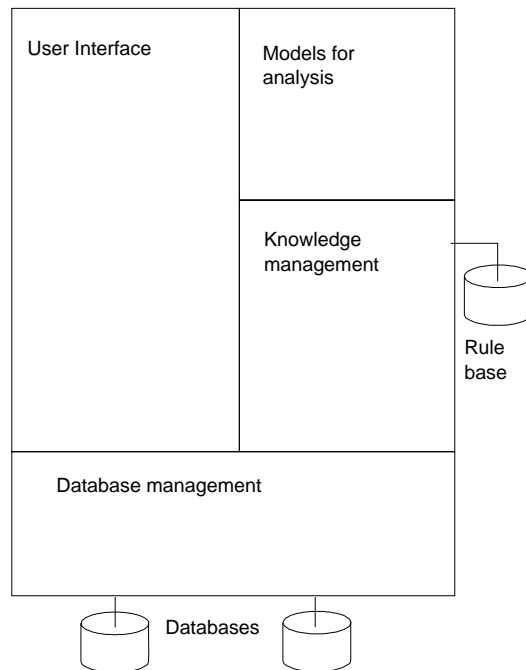 User Interface
Models for
analysis
Knowledge
management
Rule
base
Database management
Databases